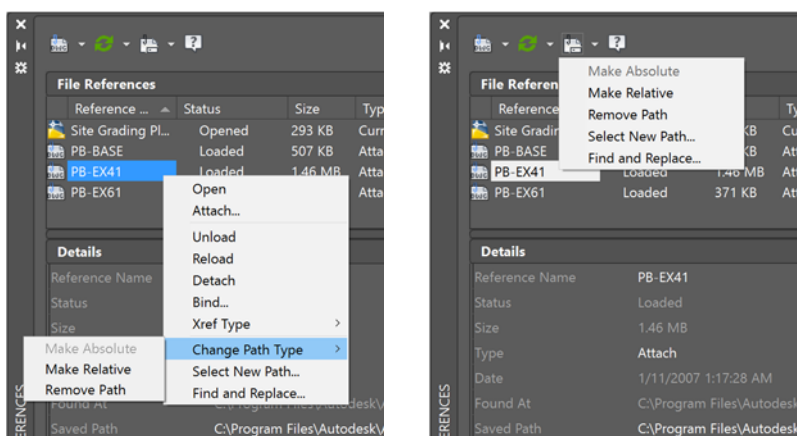 File References
Reference ... Status Size Typ
Site Grading Pl... Opened 293 KB Curr
PB-BASE Loaded 507 KB Atta
PB-EX41 Loaded 1.46 MB Atta
PB-EX61 Atta
Open
Attach...
Unload
Reload
Detach
Bind...
Xref Type
Change Path Type
Select New Path...
Find and Replace...
Make Absolute
Make Relative
Remove Path
Details
Reference Name
Status
Size
Found At C:\Program Files\Autodesk\
Saved Path C:\Program Files\Autodesk\
ERENCES
File Referen
Reference Ty
Site Gradin KB Cu
PB-BASE KB Att
PB-EX41 Loaded 1.46 MB Att
PB-EX61 Loaded 371 KB Att
Make Absolute
Make Relative
Remove Path
Select New Path...
Find and Replace...
Details
Reference Name PB-EX41
Status Loaded
Size 1.46 MB
Type Attach
Date 1/11/2007 1:17:28 AM
Found At C:\Program Files\Autodesk
Saved Path C:\Program Files\Autodesk
ERENCES